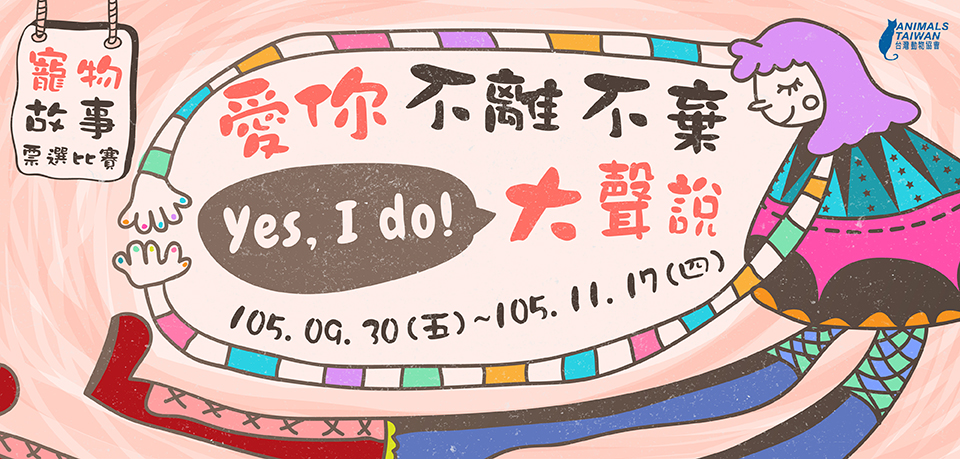 寵物
故事
票選比賽
ANIMALS
TAIWAN
台灣動物協會
愛你不離不棄
Yes, I do! 大聲說
105.09.30(五)~105.11.17(四)